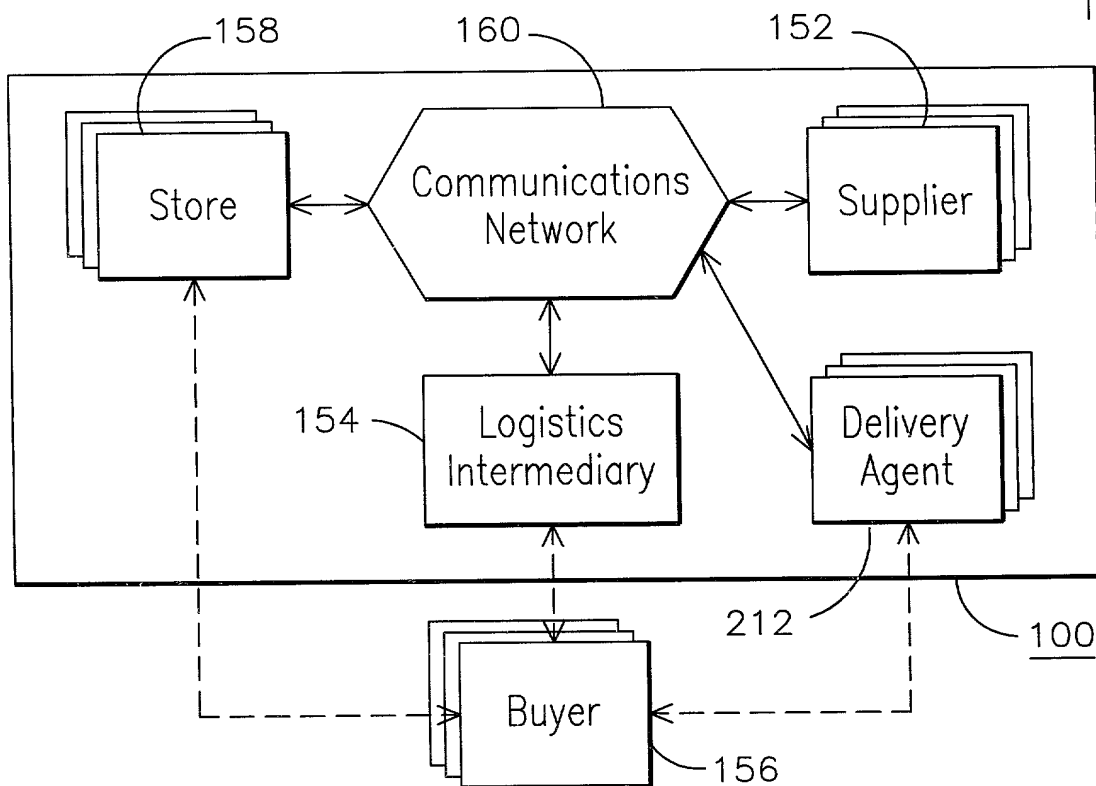 158
160
152
Store
Communications
Network
Supplier
154
Logistics
Intermediary
Delivery
Agent
212
100
Buyer
156